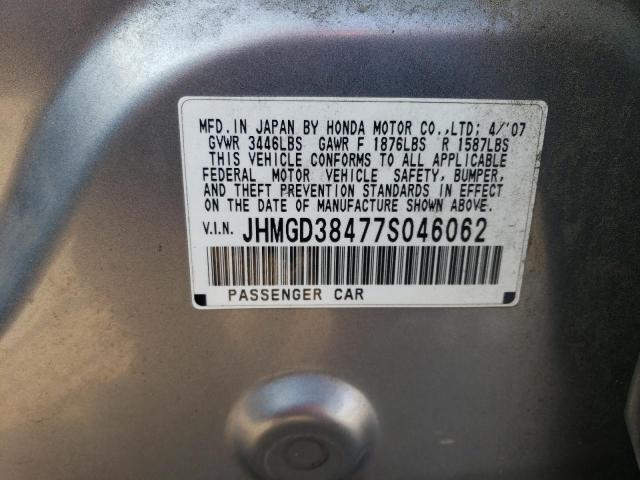 MFD. IN JAPAN BY HONDA MOTOR CO.,LTD; 4/'07
GVWR 3446LBS GAWR F 1876LBS R 1587LBS
THIS VEHICLE CONFORMS TO ALL APPLICABLE
FEDERAL MOTOR VEHICLE SAFETY, BUMPER,
AND THEFT PREVENTION STANDARDS IN EFFECT
ON THE DATE OF MANUFACTURE SHOWN ABOVE.
V.I.N. JHMGD38477S046062
PASSENGER CAR